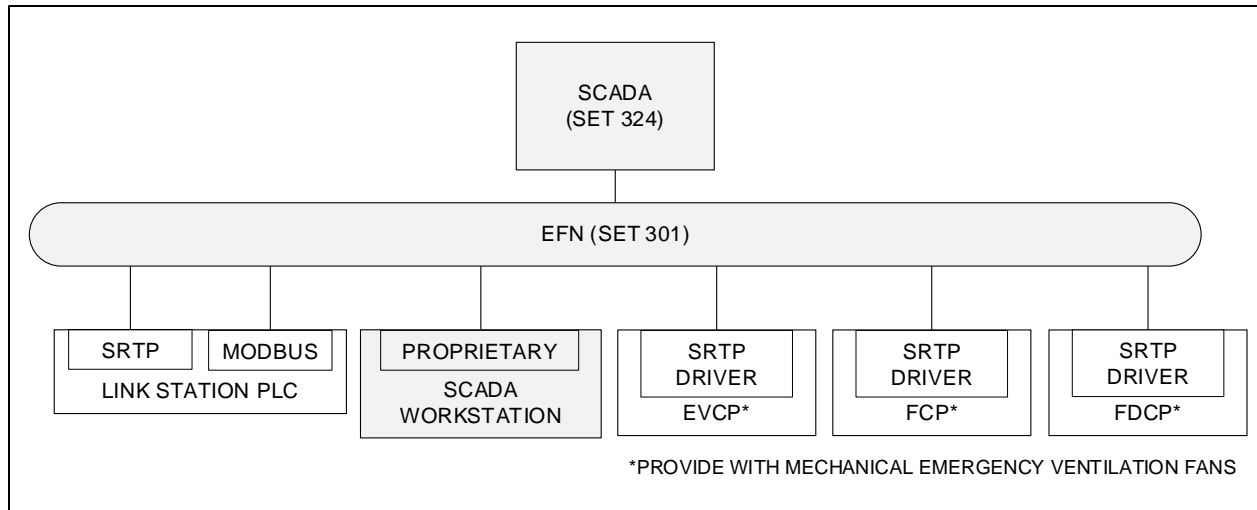 SCADA
(SET 324)
EFN (SET 301)
SRTP
MODBUS
LINK STATION PLC
PROPRIETARY
SCADA
WORKSTATION
SRTP
DRIVER
EVCP*
SRTP
DRIVER
FCP*
SRTP
DRIVER
FDCP*
*PROVIDE WITH MECHANICAL EMERGENCY VENTILATION FANS